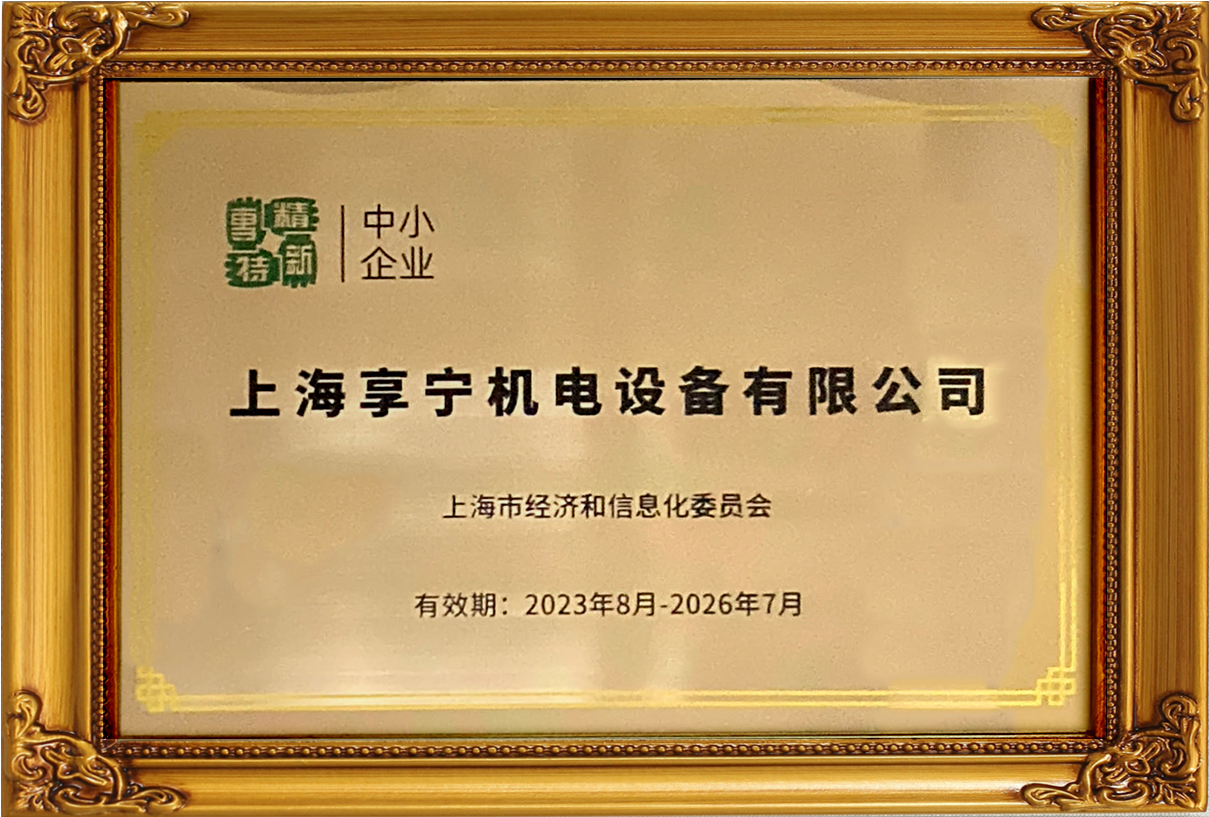 專精
特新
中小
企业
上海享宁机电设备有限公司
上海市经济和信息化委员会
有效期：2023年8月-2026年7月